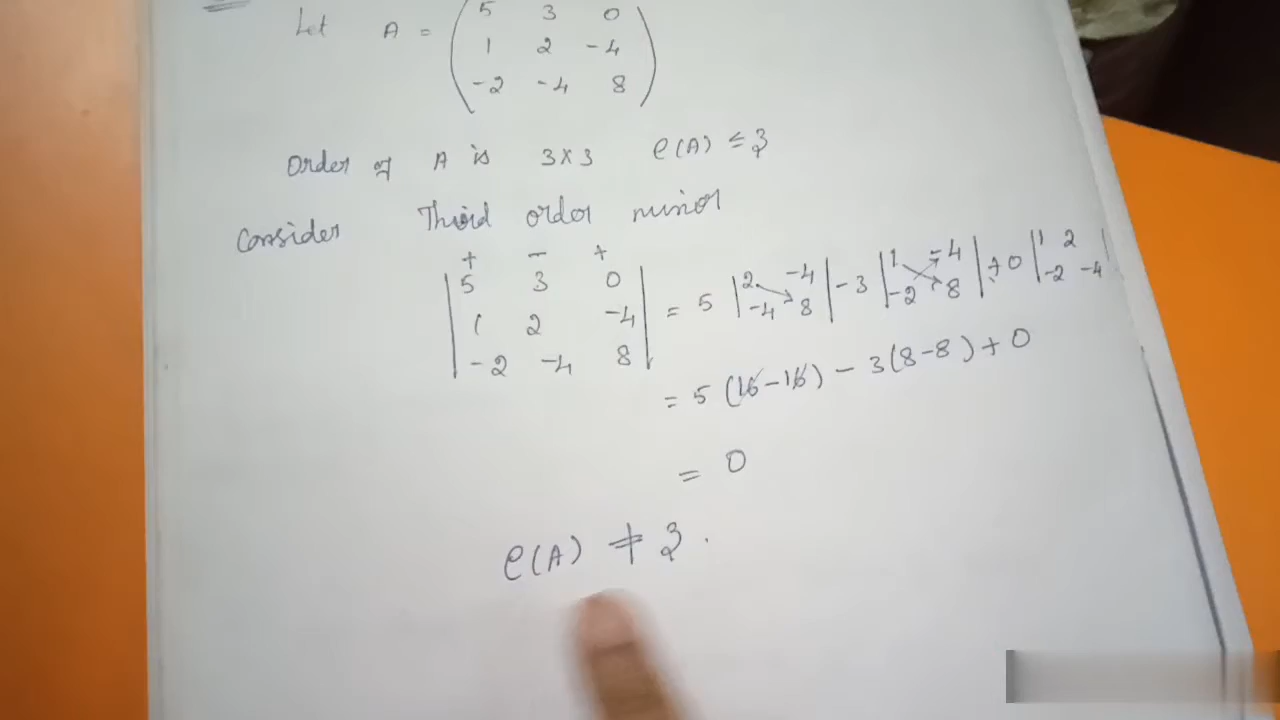 Let A = ( 5 3 0
1 2 -4
-2 -4 8 )
Order of A is 3×3 ρ(A) ≤ 3
Consider Third order minor
+ - +
| 5 3 0 | = 5 | 2 -4 | - 3 | 1 -4 | + 0 | 1 2 |
| 1 2 -4 | | -4 8 | | -2 8 | | -2 -4 |
| -2 -4 8 |
= 5 (16-16) - 3(8-8) + 0
= 0
ρ(A) ≠ 3.